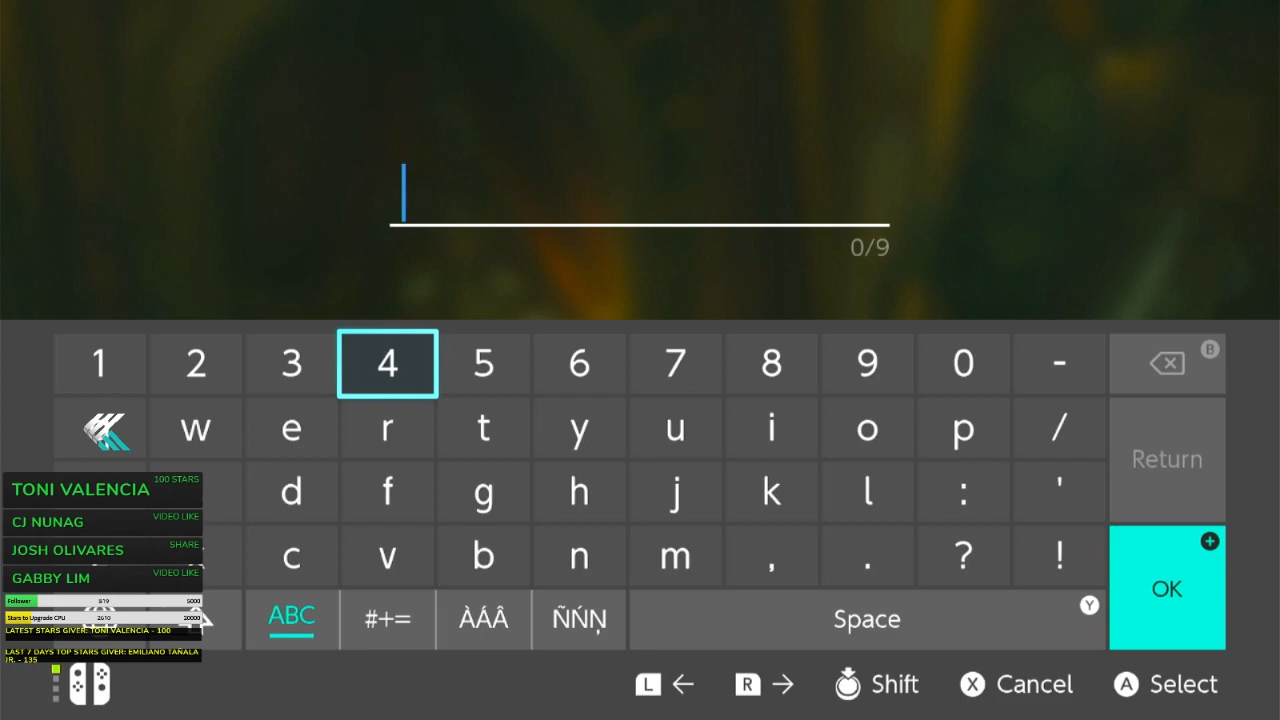 0/9
1 2 3 4 5 6 7 8 9 0 - B
w e r t y u i o p / Return
d f g h j k l : '
c v b n m , . ? ! + OK
ABC #+= ÀÁÂ ÑŃŅ Space Y
TONI VALENCIA 100 STARS
CJ NUNAG VIDEO LIKE
JOSH OLIVARES SHARE
GABBY LIM VIDEO LIKE
Follower 819 5000
Stars to Upgrade CPU 2610 20000
LATEST STARS GIVER: TONI VALENCIA - 100
LAST 7 DAYS TOP STARS GIVER: EMILIANO TAÑALA
JR. - 135
L ← R → Shift X Cancel A Select